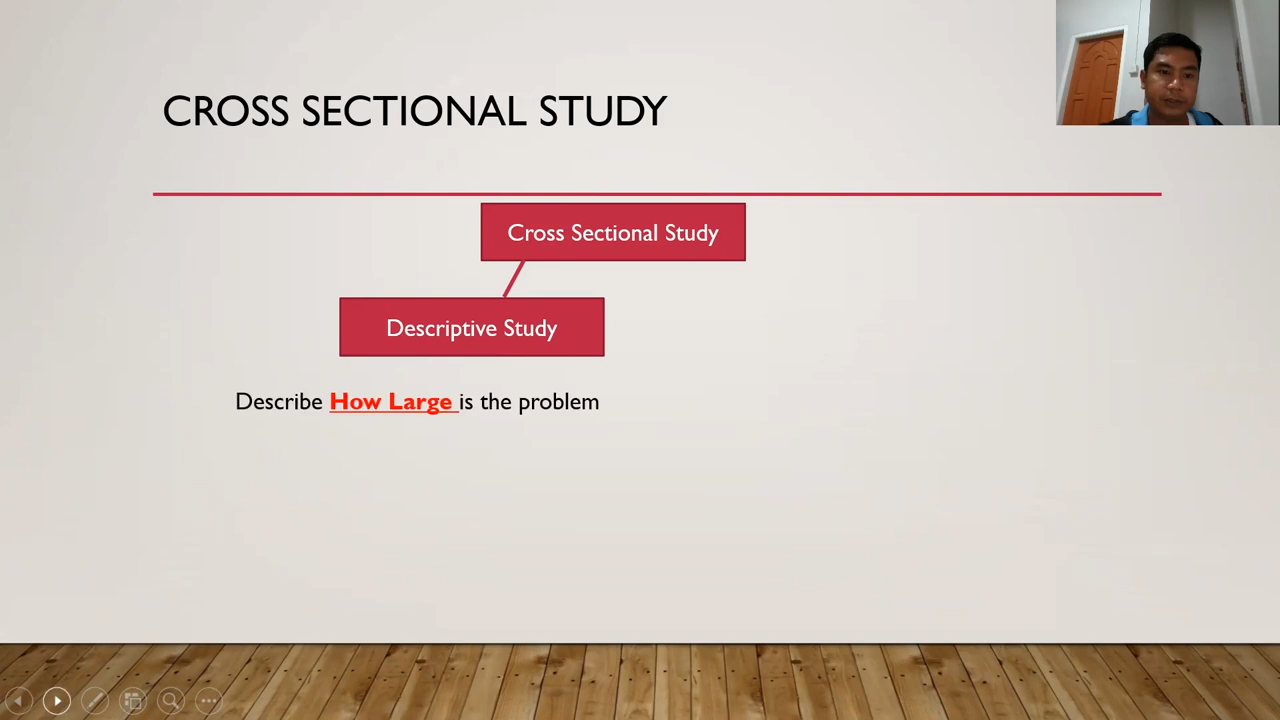 CROSS SECTIONAL STUDY
Cross Sectional Study
Descriptive Study
Describe How Large is the problem